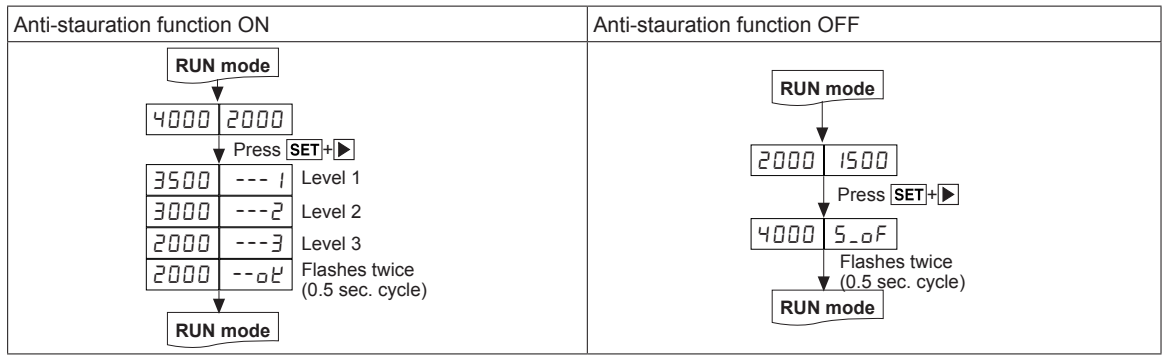 Anti-stauration function ON
Anti-stauration function OFF
RUN mode
4000 2000
Press SET+▶
3500 ---1 Level 1
3000 ---2 Level 2
2000 ---3 Level 3
2000 --oK Flashes twice
(0.5 sec. cycle)
RUN mode
RUN mode
2000 1500
Press SET+▶
4000 S_oF
Flashes twice
(0.5 sec. cycle)
RUN mode